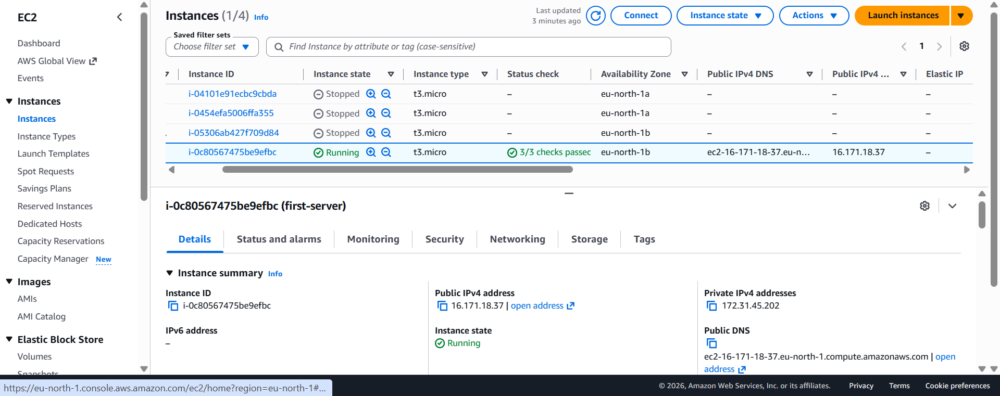 EC2
Dashboard
AWS Global View
Events
Instances
Instances
Instance Types
Launch Templates
Spot Requests
Savings Plans
Reserved Instances
Dedicated Hosts
Capacity Reservations
Capacity Manager New
Images
AMIs
AMI Catalog
Elastic Block Store
Volumes
Snapshots
Instances (1/4) Info
Last updated
3 minutes ago
Connect
Instance state
Actions
Launch instances
Saved filter sets
Choose filter set
Find Instance by attribute or tag (case-sensitive)
1
Instance ID Instance state Instance type Status check Availability Zone Public IPv4 DNS Public IPv4 ... Elastic IP
i-04101e91ecbc9cbda Stopped t3.micro – eu-north-1a – – –
i-0454efa5006ffa355 Stopped t3.micro – eu-north-1a – – –
i-05306ab427f709d84 Stopped t3.micro – eu-north-1b – – –
i-0c80567475be9efbc Running t3.micro 3/3 checks passed eu-north-1b ec2-16-171-18-37.eu-n... 16.171.18.37 –
i-0c80567475be9efbc (first-server)
Details Status and alarms Monitoring Security Networking Storage Tags
Instance summary Info
Instance ID
i-0c80567475be9efbc
Public IPv4 address
16.171.18.37 | open address
Private IPv4 addresses
172.31.45.202
IPv6 address
–
Instance state
Running
Public DNS
ec2-16-171-18-37.eu-north-1.compute.amazonaws.com | open
address
https://eu-north-1.console.aws.amazon.com/ec2/home?region=eu-north-1#...
© 2026, Amazon Web Services, Inc. or its affiliates. Privacy Terms Cookie preferences